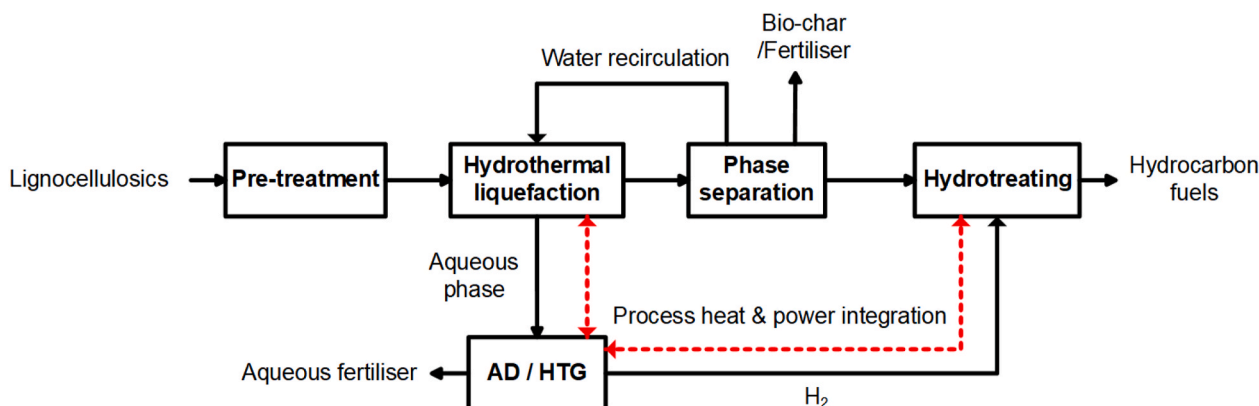 Bio-char
/Fertiliser
Water recirculation
Lignocellulosics
Pre-treatment
Hydrothermal
liquefaction
Phase
separation
Hydrotreating
Hydrocarbon
fuels
Aqueous
phase
Process heat & power integration
Aqueous fertiliser
AD / HTG
H₂